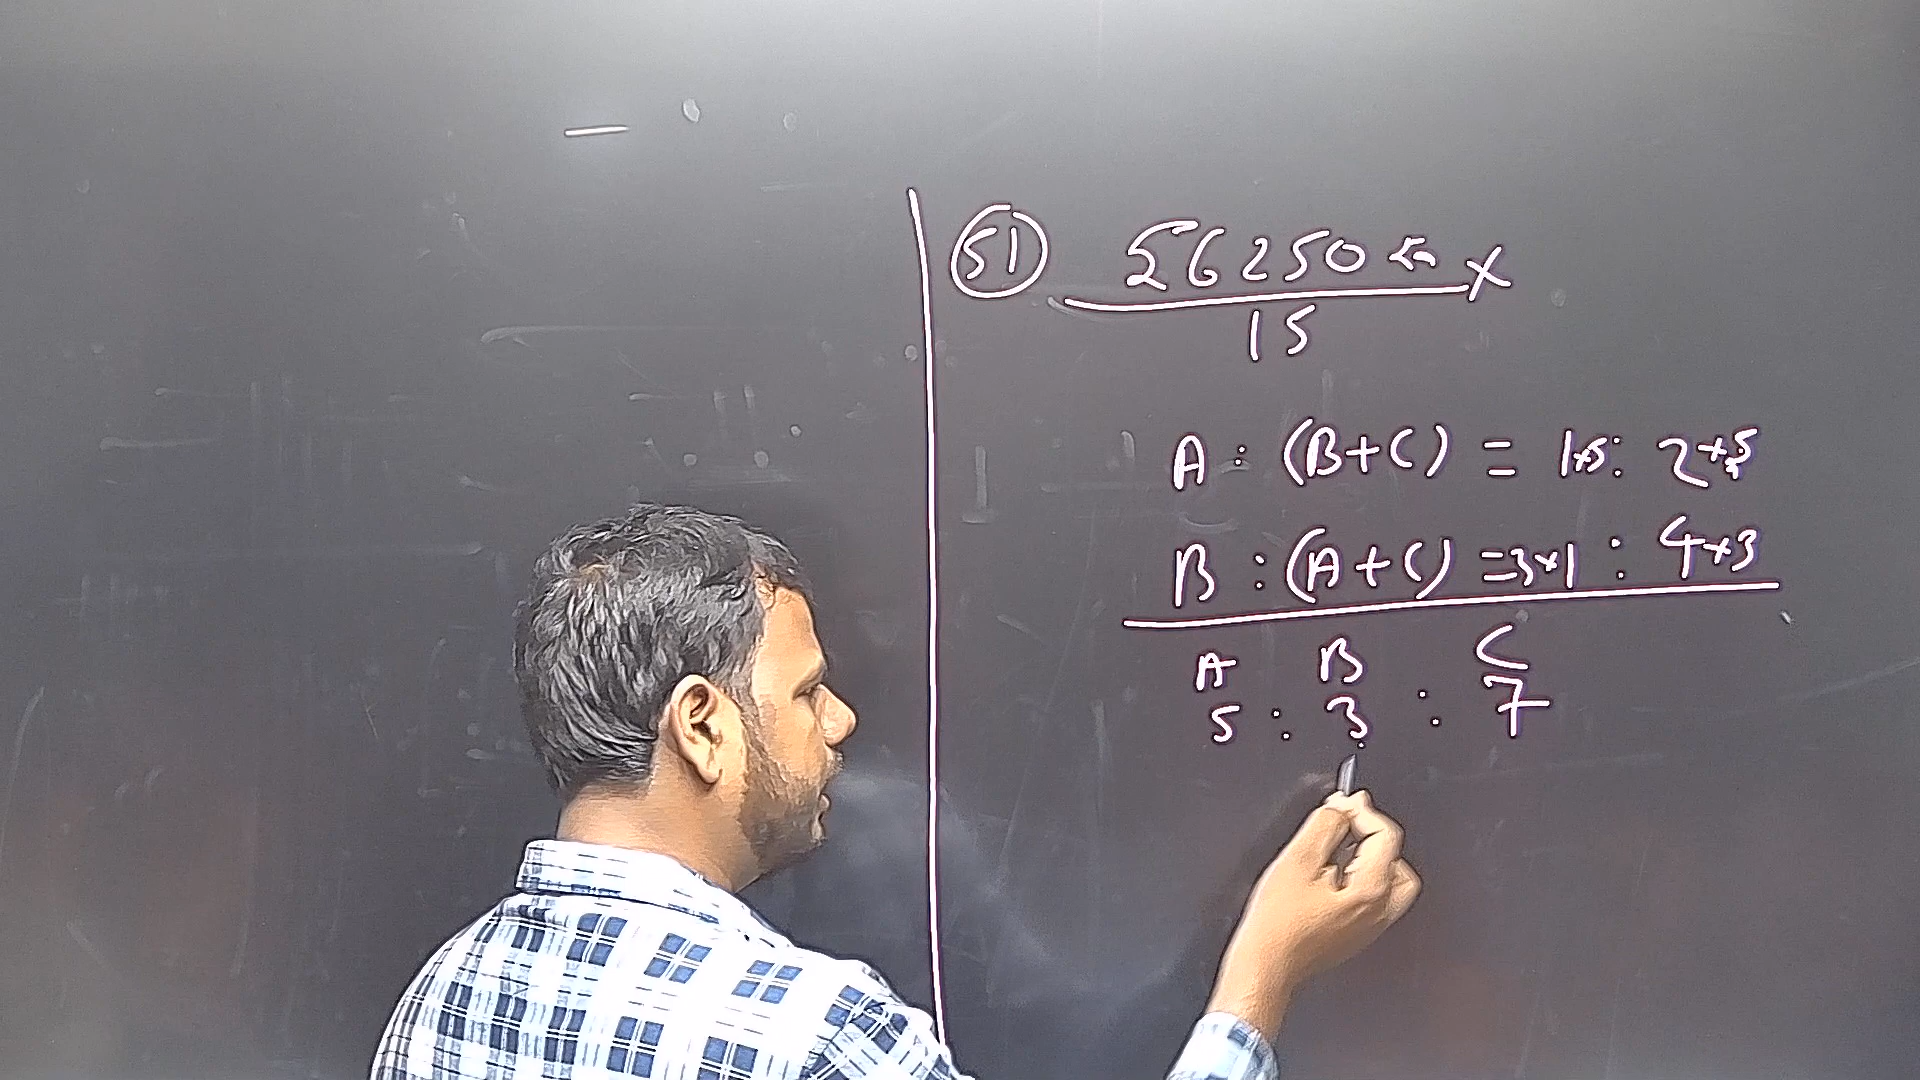 51 56250 ×
15
A : (B+C) = 1×5 : 2×5
B : (A+C) = 3×1 : 4×3
A B C
5 : 3 : 7